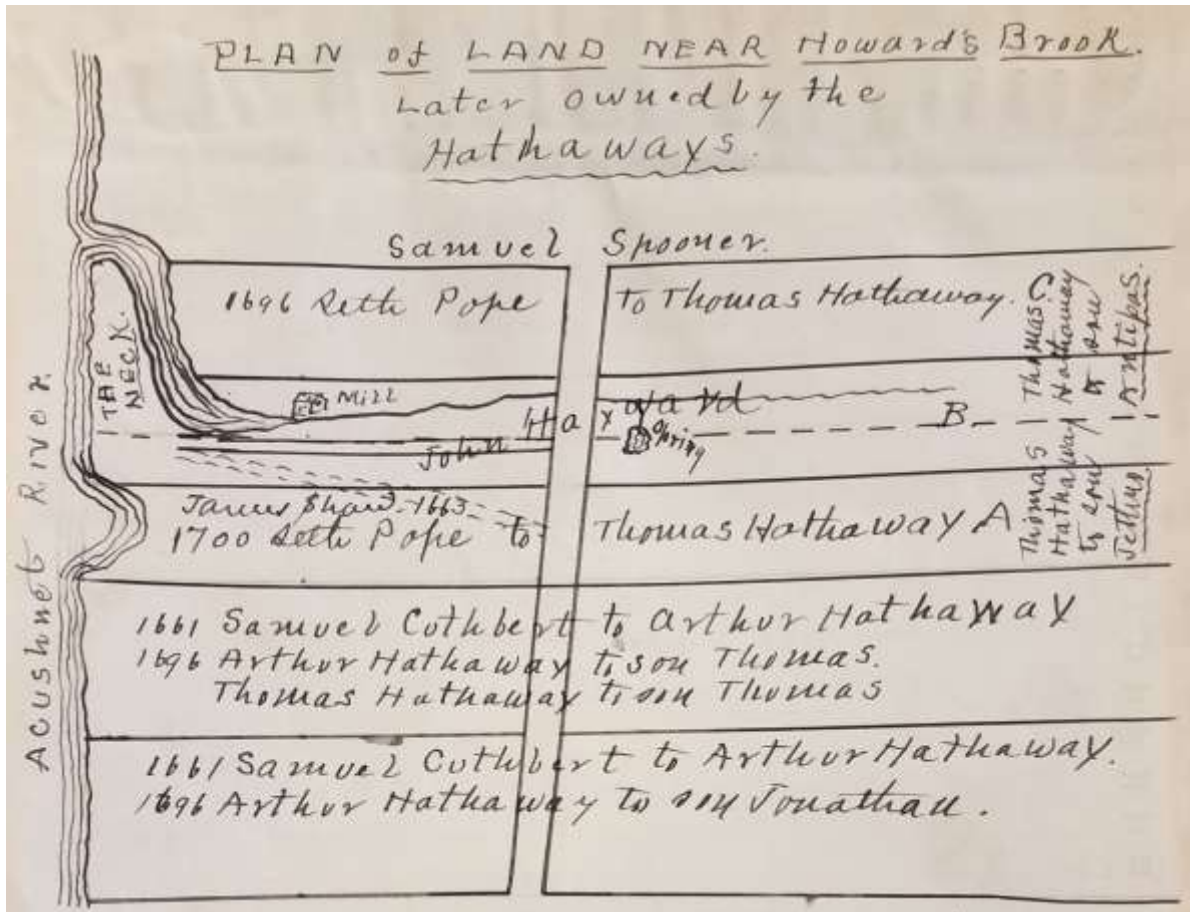 PLAN of LAND NEAR Howard's Brook.
Later owned by the
Hathaways.
Samuel Spooner.
1696 Seth Pope to Thomas Hathaway. C
THE
NECK.
Mill
John Haward
Spring
B
James Shaw 1663
1700 Seth Pope to Thomas Hathaway A
Thomas
Hathaway
to son
Antipas.
Thomas
Hathaway
to son
Jethro
1661 Samuel Cuthbert to Arthur Hathaway
1696 Arthur Hathaway to son Thomas.
Thomas Hathaway to son Thomas
1661 Samuel Cuthbert to Arthur Hathaway.
1696 Arthur Hathaway to son Jonathan.
Acushnet River